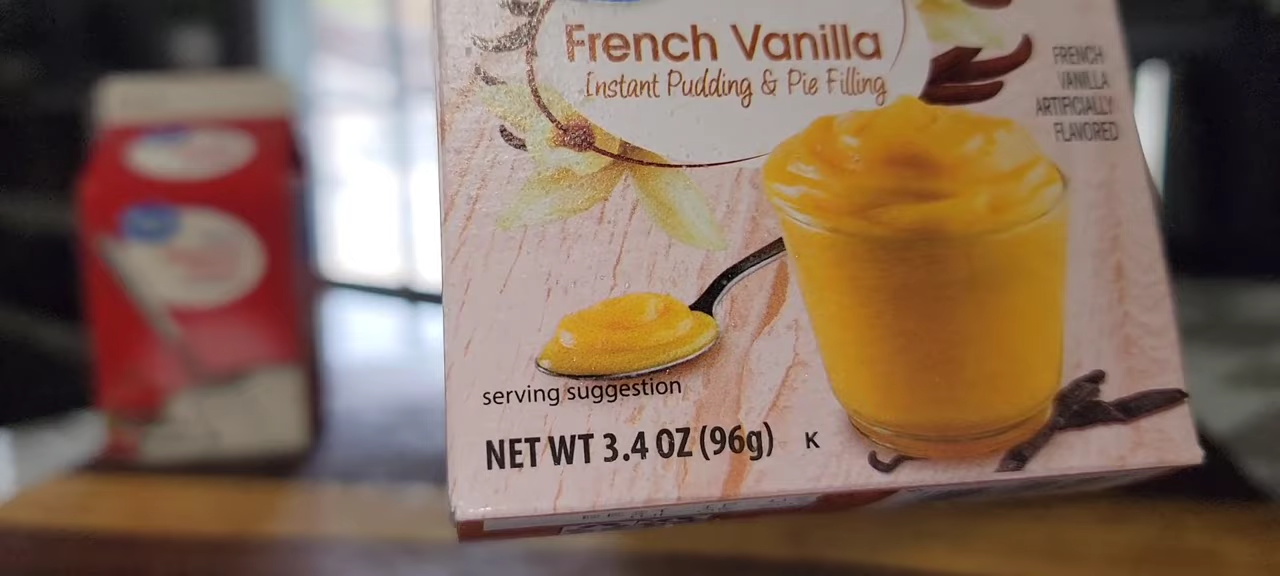 French Vanilla
Instant Pudding & Pie Filling
FRENCH
VANILLA
ARTIFICIALLY
FLAVORED
serving suggestion
NET WT 3.4 OZ (96g) K